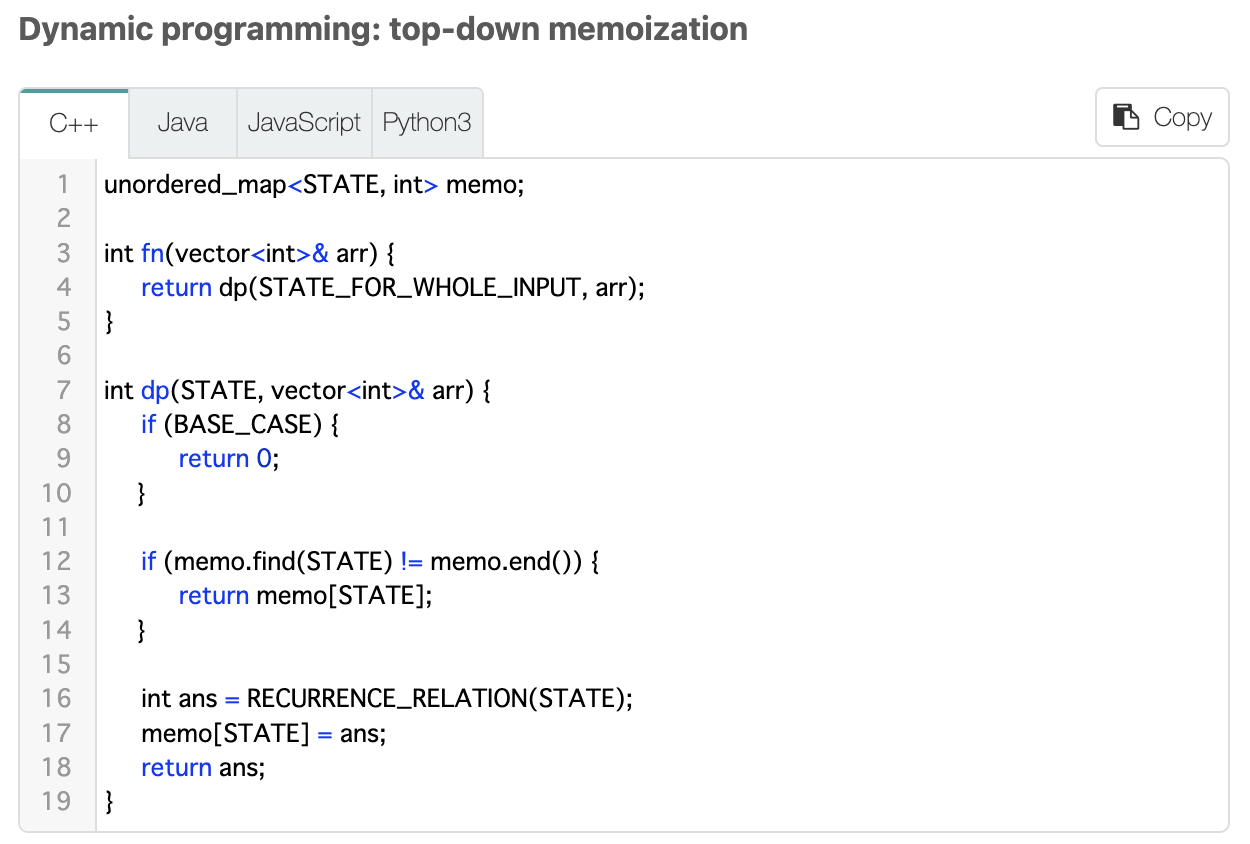 Dynamic programming: top-down memoization
C++ Java JavaScript Python3 Copy
1 unordered_map<STATE, int> memo;
2
3 int fn(vector<int>& arr) {
4     return dp(STATE_FOR_WHOLE_INPUT, arr);
5 }
6
7 int dp(STATE, vector<int>& arr) {
8     if (BASE_CASE) {
9         return 0;
10     }
11
12     if (memo.find(STATE) != memo.end()) {
13         return memo[STATE];
14     }
15
16     int ans = RECURRENCE_RELATION(STATE);
17     memo[STATE] = ans;
18     return ans;
19 }